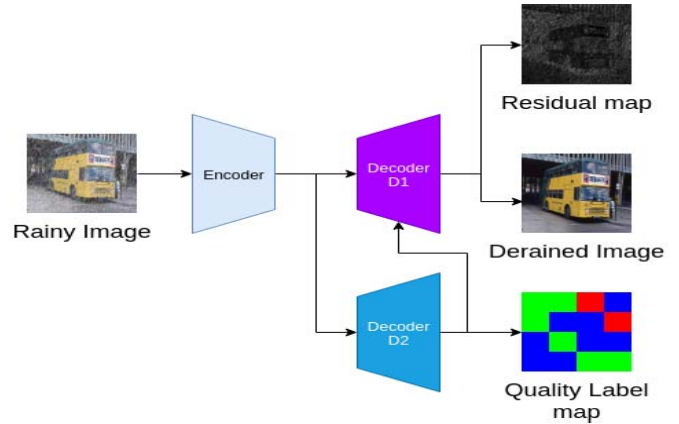 Residual map
Encoder
Decoder
D1
Rainy Image
Derained Image
Decoder
D2
Quality Label
map